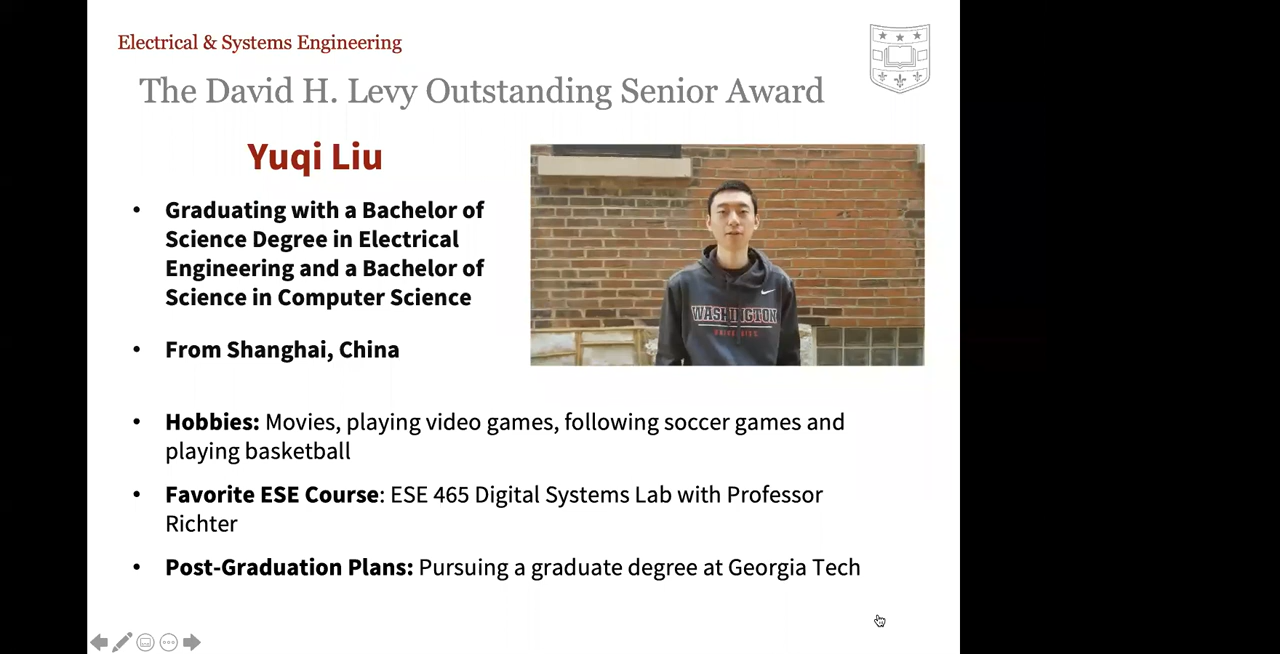 Electrical & Systems Engineering
The David H. Levy Outstanding Senior Award
Yuqi Liu
• Graduating with a Bachelor of
Science Degree in Electrical
Engineering and a Bachelor of
Science in Computer Science
• From Shanghai, China
WASHINGTON
UNIVERSITY
• Hobbies: Movies, playing video games, following soccer games and
playing basketball
• Favorite ESE Course: ESE 465 Digital Systems Lab with Professor
Richter
• Post-Graduation Plans: Pursuing a graduate degree at Georgia Tech